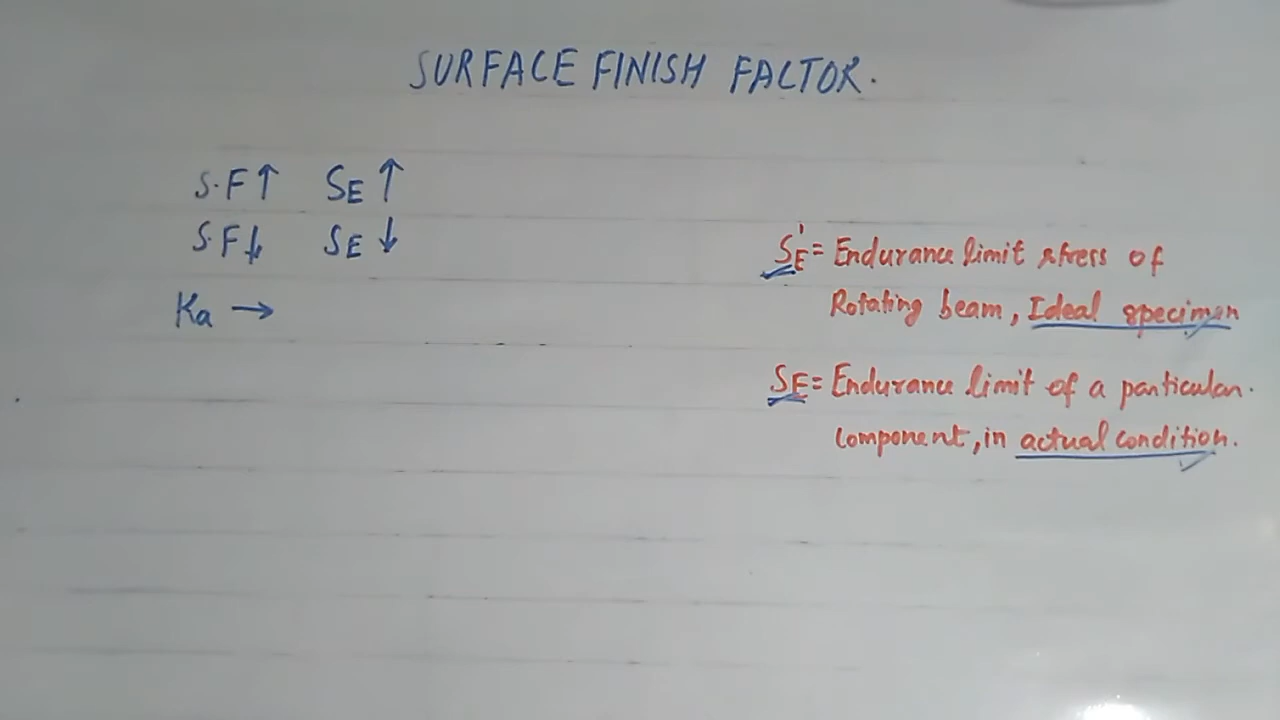 SURFACE FINISH FACTOR.
S.F↑ SE↑
S.F↓ SE↓
Ka →
SE' = Endurance limit stress of
Rotating beam, Ideal specimen
SE = Endurance limit of a particular.
component, in actual condition.